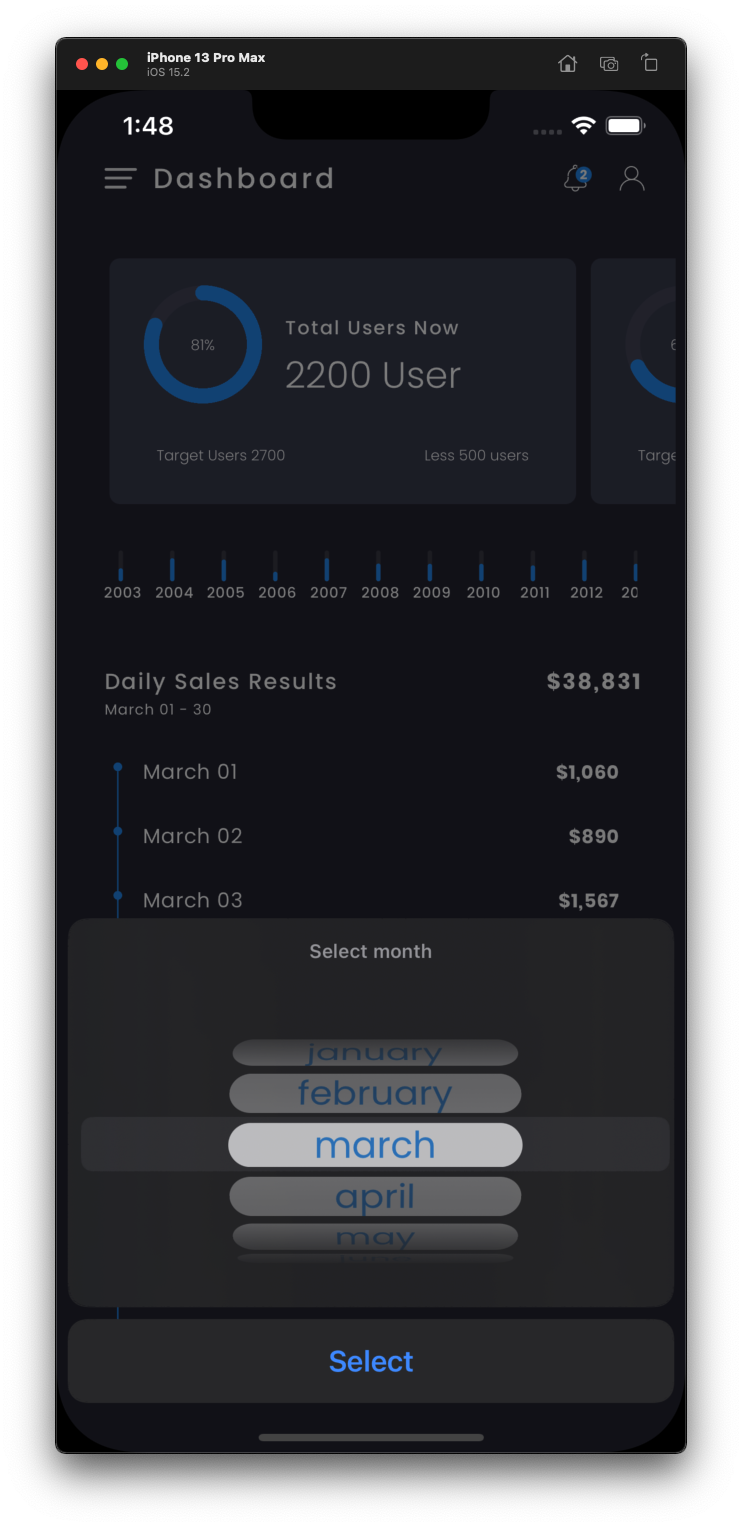 iPhone 13 Pro Max
iOS 15.2
1:48
Dashboard
2
81%
Total Users Now
2200 User
Target Users 2700
Less 500 users
2003 2004 2005 2006 2007 2008 2009 2010 2011 2012
Daily Sales Results $38,831
March 01 - 30
March 01 $1,060
March 02 $890
March 03 $1,567
Select month
january
february
march
april
may
Select